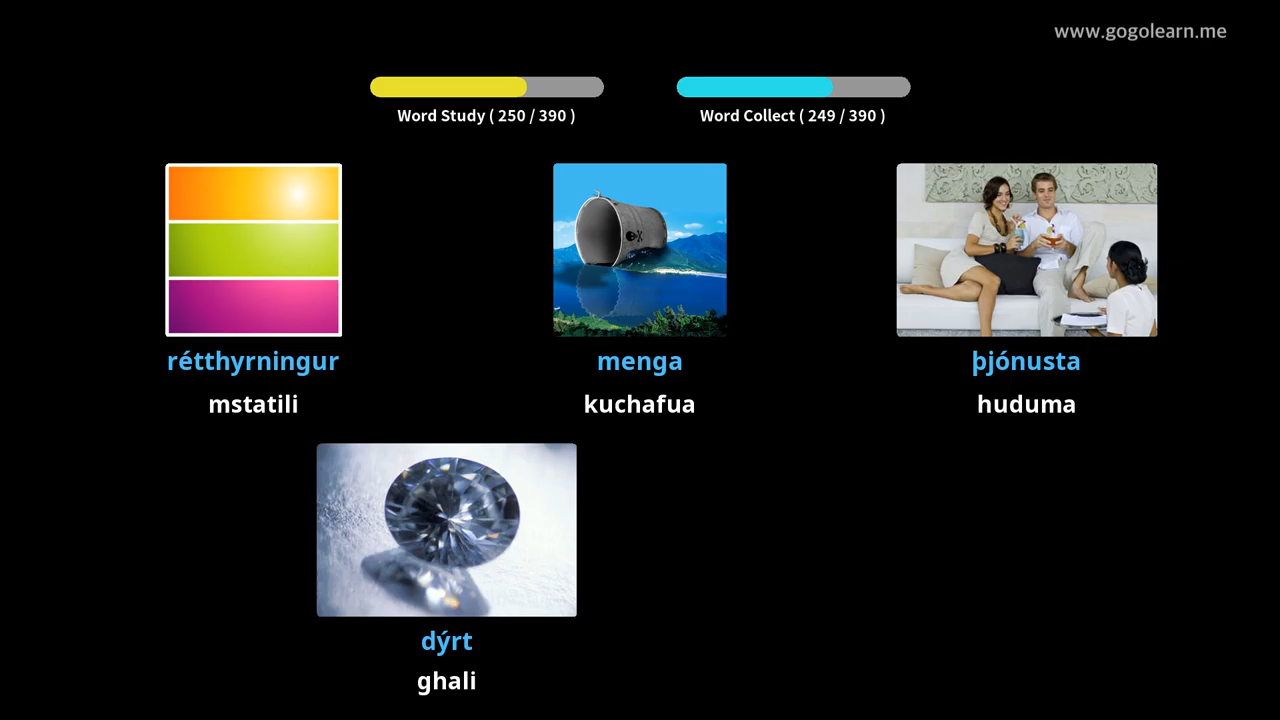 www.gogolearn.me
Word Study ( 250 / 390 )
Word Collect ( 249 / 390 )
rétthyrningur
mstatili
menga
kuchafua
þjónusta
huduma
dýrt
ghali